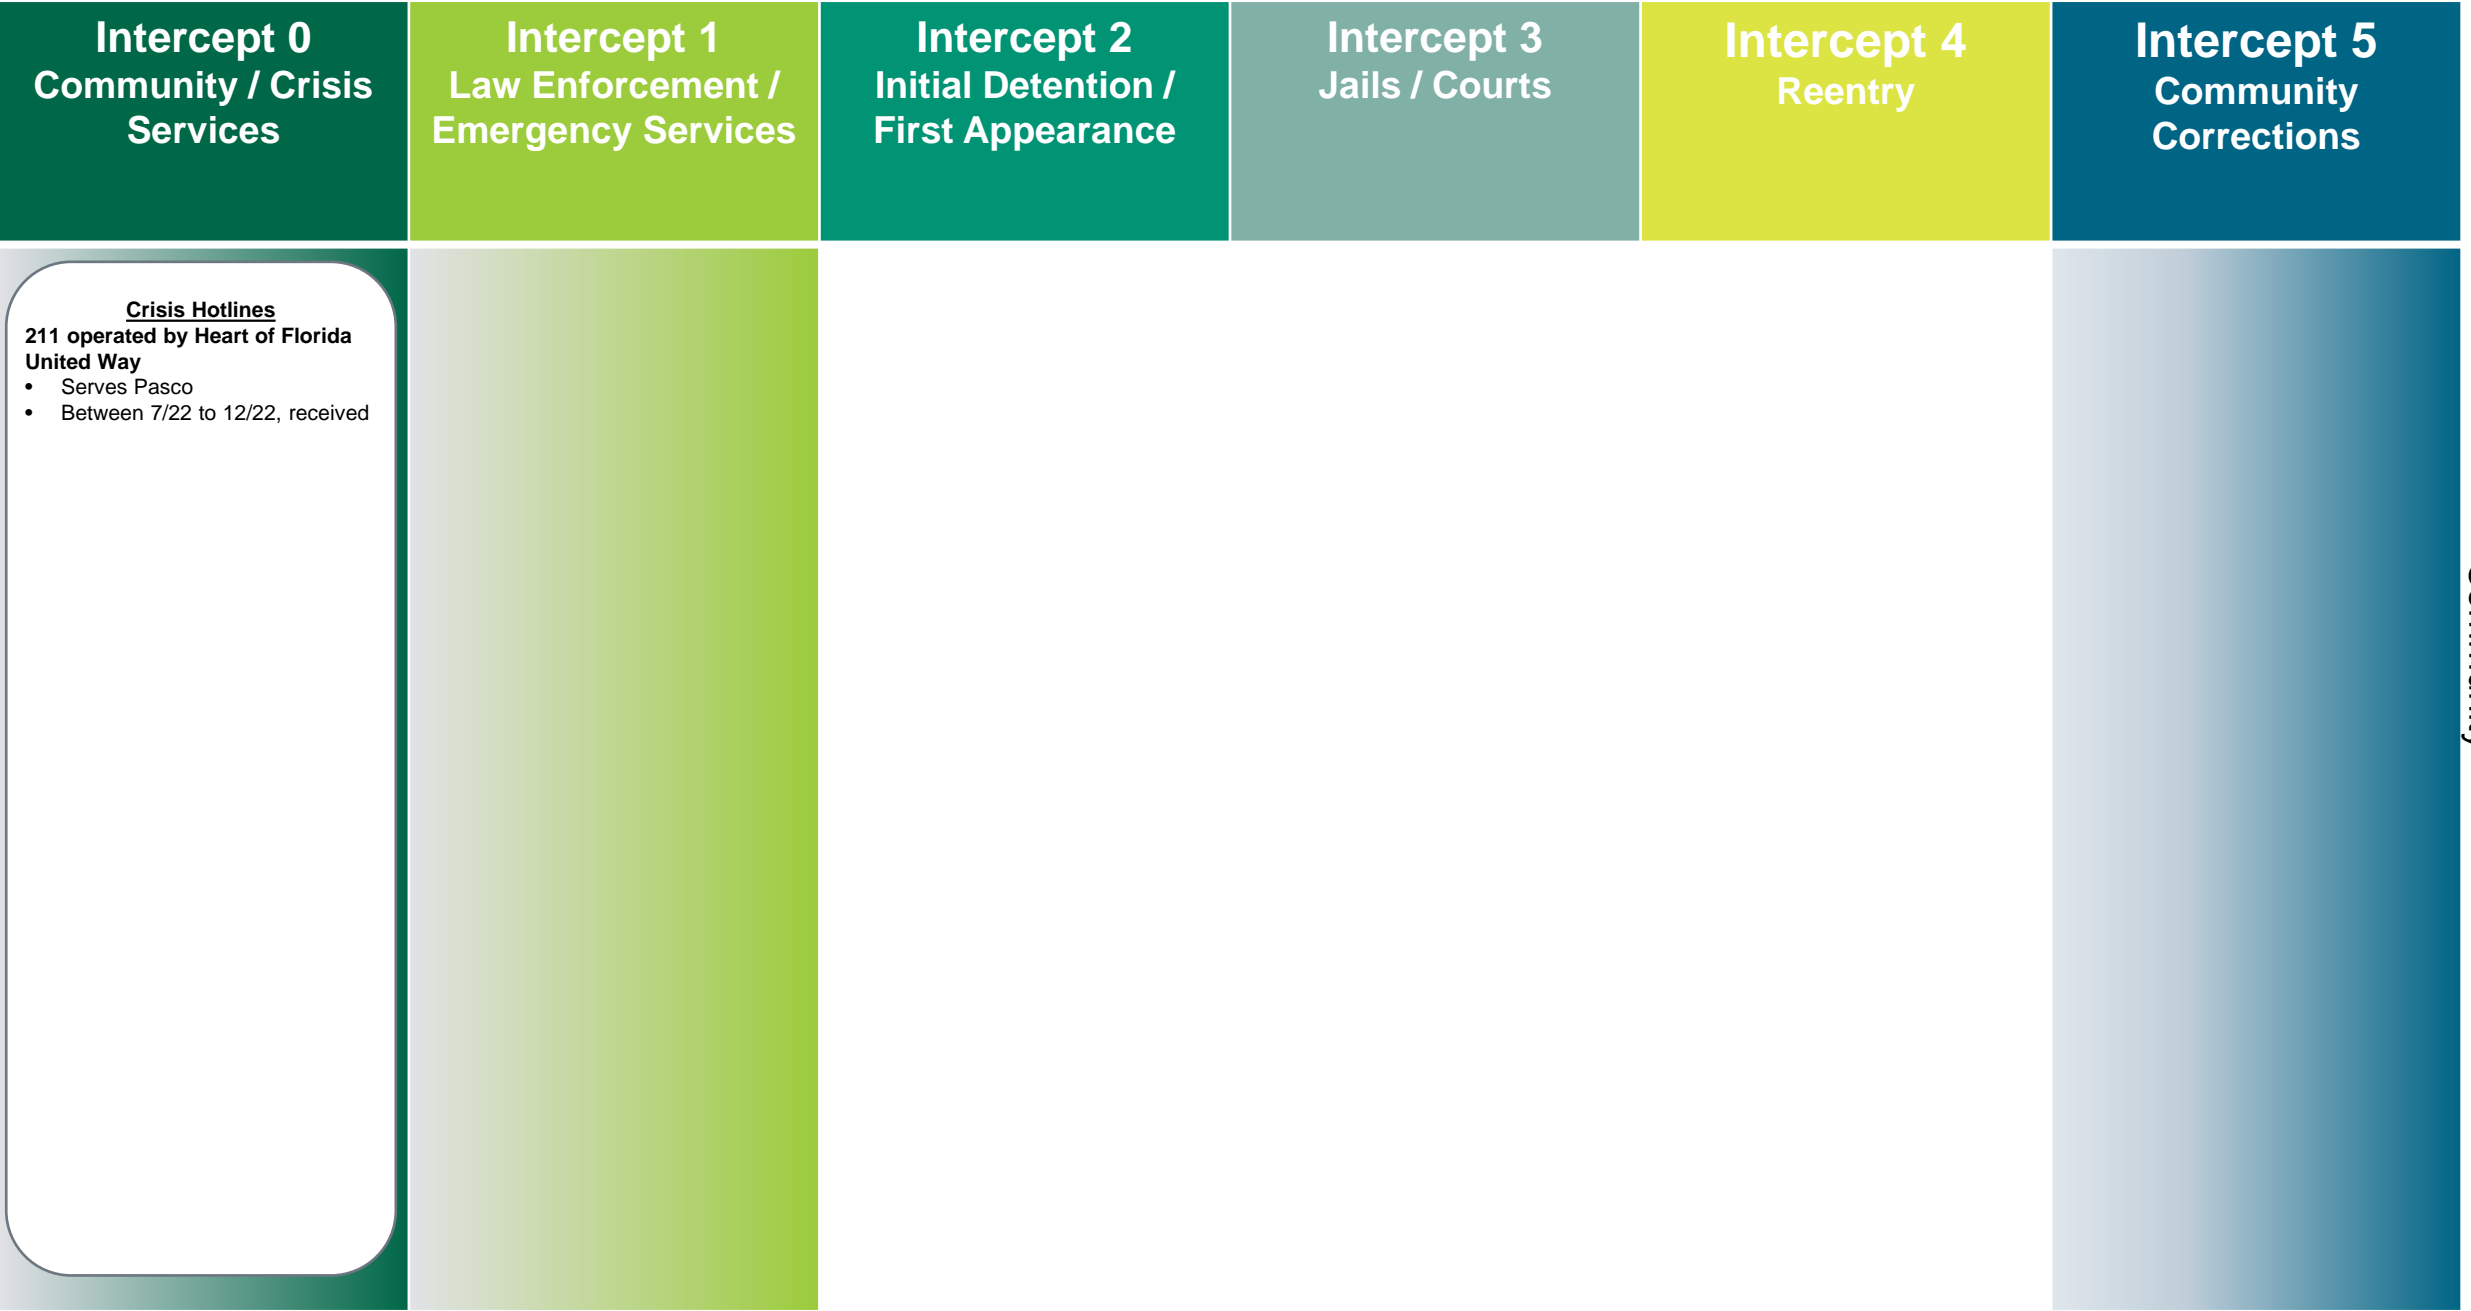 Intercept 0
Community / Crisis
Services
Intercept 1
Law Enforcement /
Emergency Services
Intercept 2
Initial Detention /
First Appearance
Intercept 3
Jails / Courts
Intercept 4
Reentry
Intercept 5
Community
Corrections
Crisis Hotlines
211 operated by Heart of Florida
United Way
• Serves Pasco
• Between 7/22 to 12/22, received